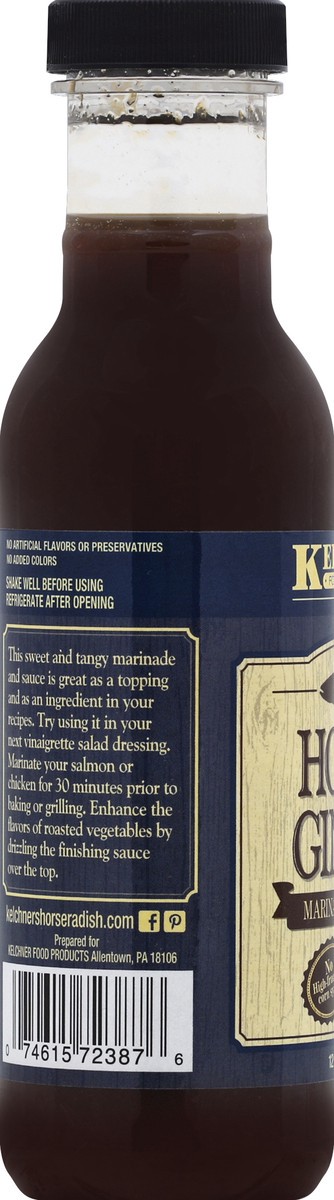 NO ARTIFICIAL FLAVORS OR PRESERVATIVES
NO ADDED COLORS
SHAKE WELL BEFORE USING
REFRIGERATE AFTER OPENING
This sweet and tangy marinade
and sauce is great as a topping
and as an ingredient in your
recipes. Try using it in your
next vinaigrette salad dressing.
Marinate your salmon or
chicken for 30 minutes prior to
baking or grilling. Enhance the
flavors of roasted vegetables by
drizzling the finishing sauce
over the top.
kelchnershorseradish.com
Prepared for
KELCHNER FOOD PRODUCTS Allentown, PA 18106
0 74615 72387 6
KE
HO
GI
MARIN
No